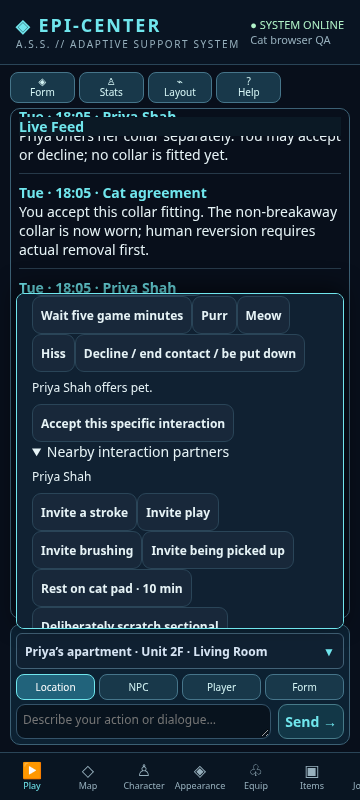 ◈ EPI-CENTER
A.S.S. // ADAPTIVE SUPPORT SYSTEM
● SYSTEM ONLINE
Cat browser QA
Form
Stats
Layout
? Help
Tue · 18:05 · Priya Shah
Live Feed
Priya offers her collar separately. You may accept
or decline; no collar is fitted yet.
Tue · 18:05 · Cat agreement
You accept this collar fitting. The non-breakaway
collar is now worn; human reversion requires
actual removal first.
Tue · 18:05 · Priya Shah
Wait five game minutes
Purr
Meow
Hiss
Decline / end contact / be put down
Priya Shah offers pet.
Accept this specific interaction
▼ Nearby interaction partners
Priya Shah
Invite a stroke
Invite play
Invite brushing
Invite being picked up
Rest on cat pad · 10 min
Deliberately scratch sectional
Priya’s apartment · Unit 2F · Living Room ▼
Location
NPC
Player
Form
Describe your action or dialogue…
Send →
Play
Map
Character
Appearance
Equip
Items
Jo